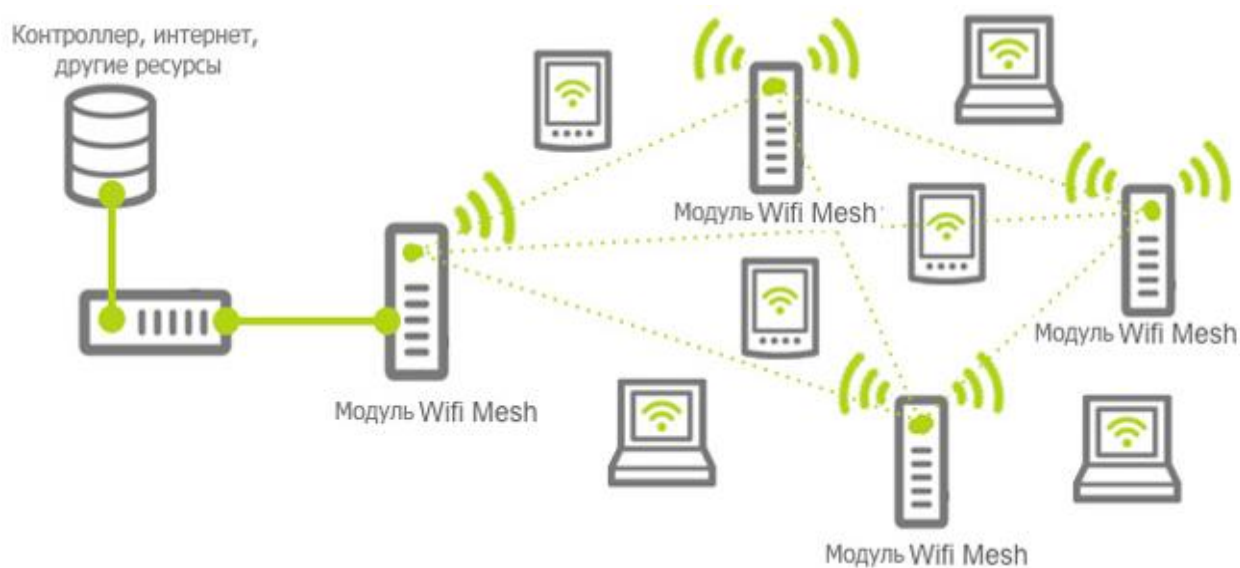 Контроллер, интернет,
другие ресурсы
Модуль Wifi Mesh
Модуль Wifi Mesh
Модуль Wifi Mesh
Модуль Wifi Mesh